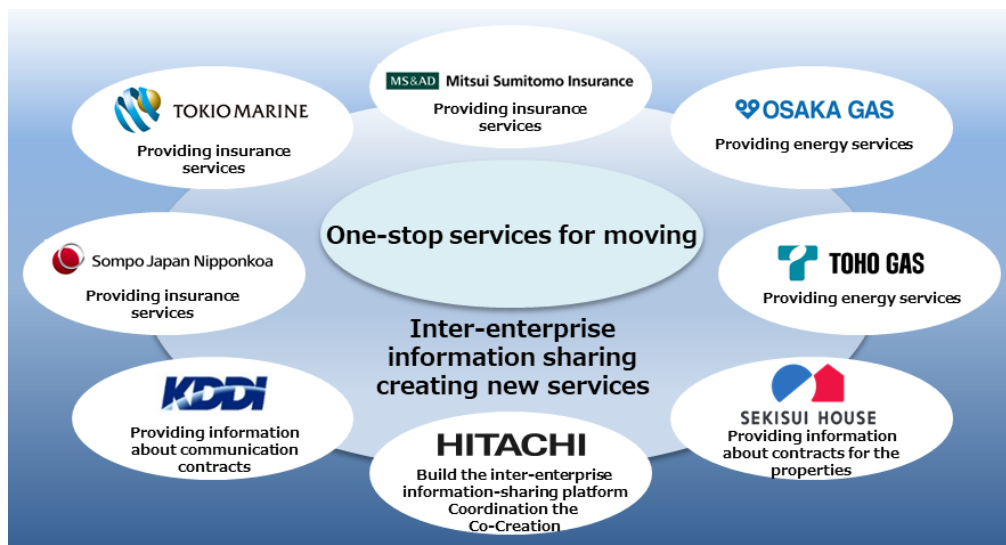 MS&AD Mitsui Sumitomo Insurance
Providing insurance
services
TOKIO MARINE
Providing insurance
services
OSAKA GAS
Providing energy services
One-stop services for moving
Sompo Japan Nipponkoa
Providing insurance
services
TOHO GAS
Providing energy services
Inter-enterprise
information sharing
creating new services
KDDI
Providing information
about communication
contracts
HITACHI
Build the inter-enterprise
information-sharing platform
Coordination the
Co-Creation
SEKISUI HOUSE
Providing information
about contracts for the
properties